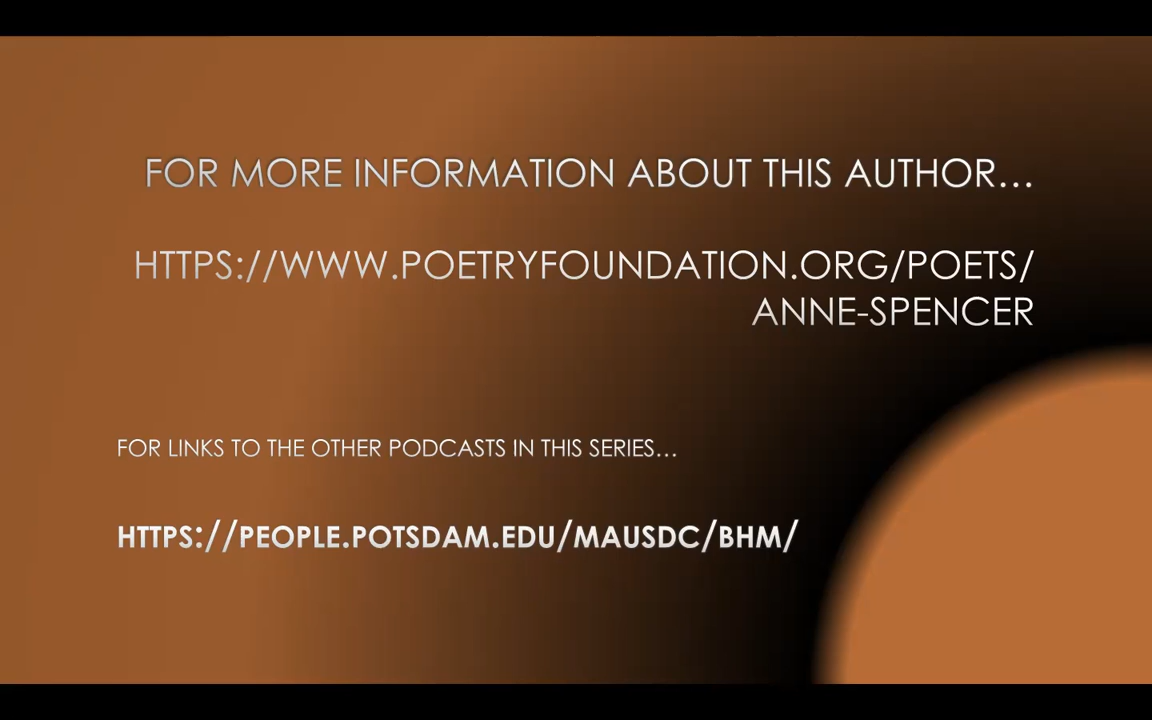 FOR MORE INFORMATION ABOUT THIS AUTHOR…
HTTPS://WWW.POETRYFOUNDATION.ORG/POETS/
ANNE-SPENCER
FOR LINKS TO THE OTHER PODCASTS IN THIS SERIES…
HTTPS://PEOPLE.POTSDAM.EDU/MAUSDC/BHM/